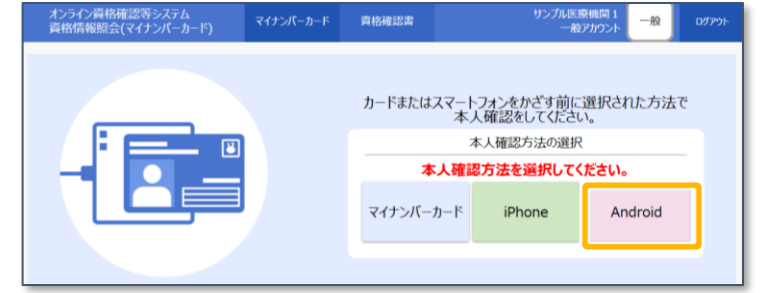 オンライン資格確認等システム
資格情報照会(マイナンバーカード)
マイナンバーカード
資格確認書
サンプル医療機関 1
一般アカウント
一般
ログアウト
カードまたはスマートフォンをかざす前に選択された方法で
本人確認をしてください。
本人確認方法の選択
本人確認方法を選択してください。
マイナンバーカード
iPhone
Android